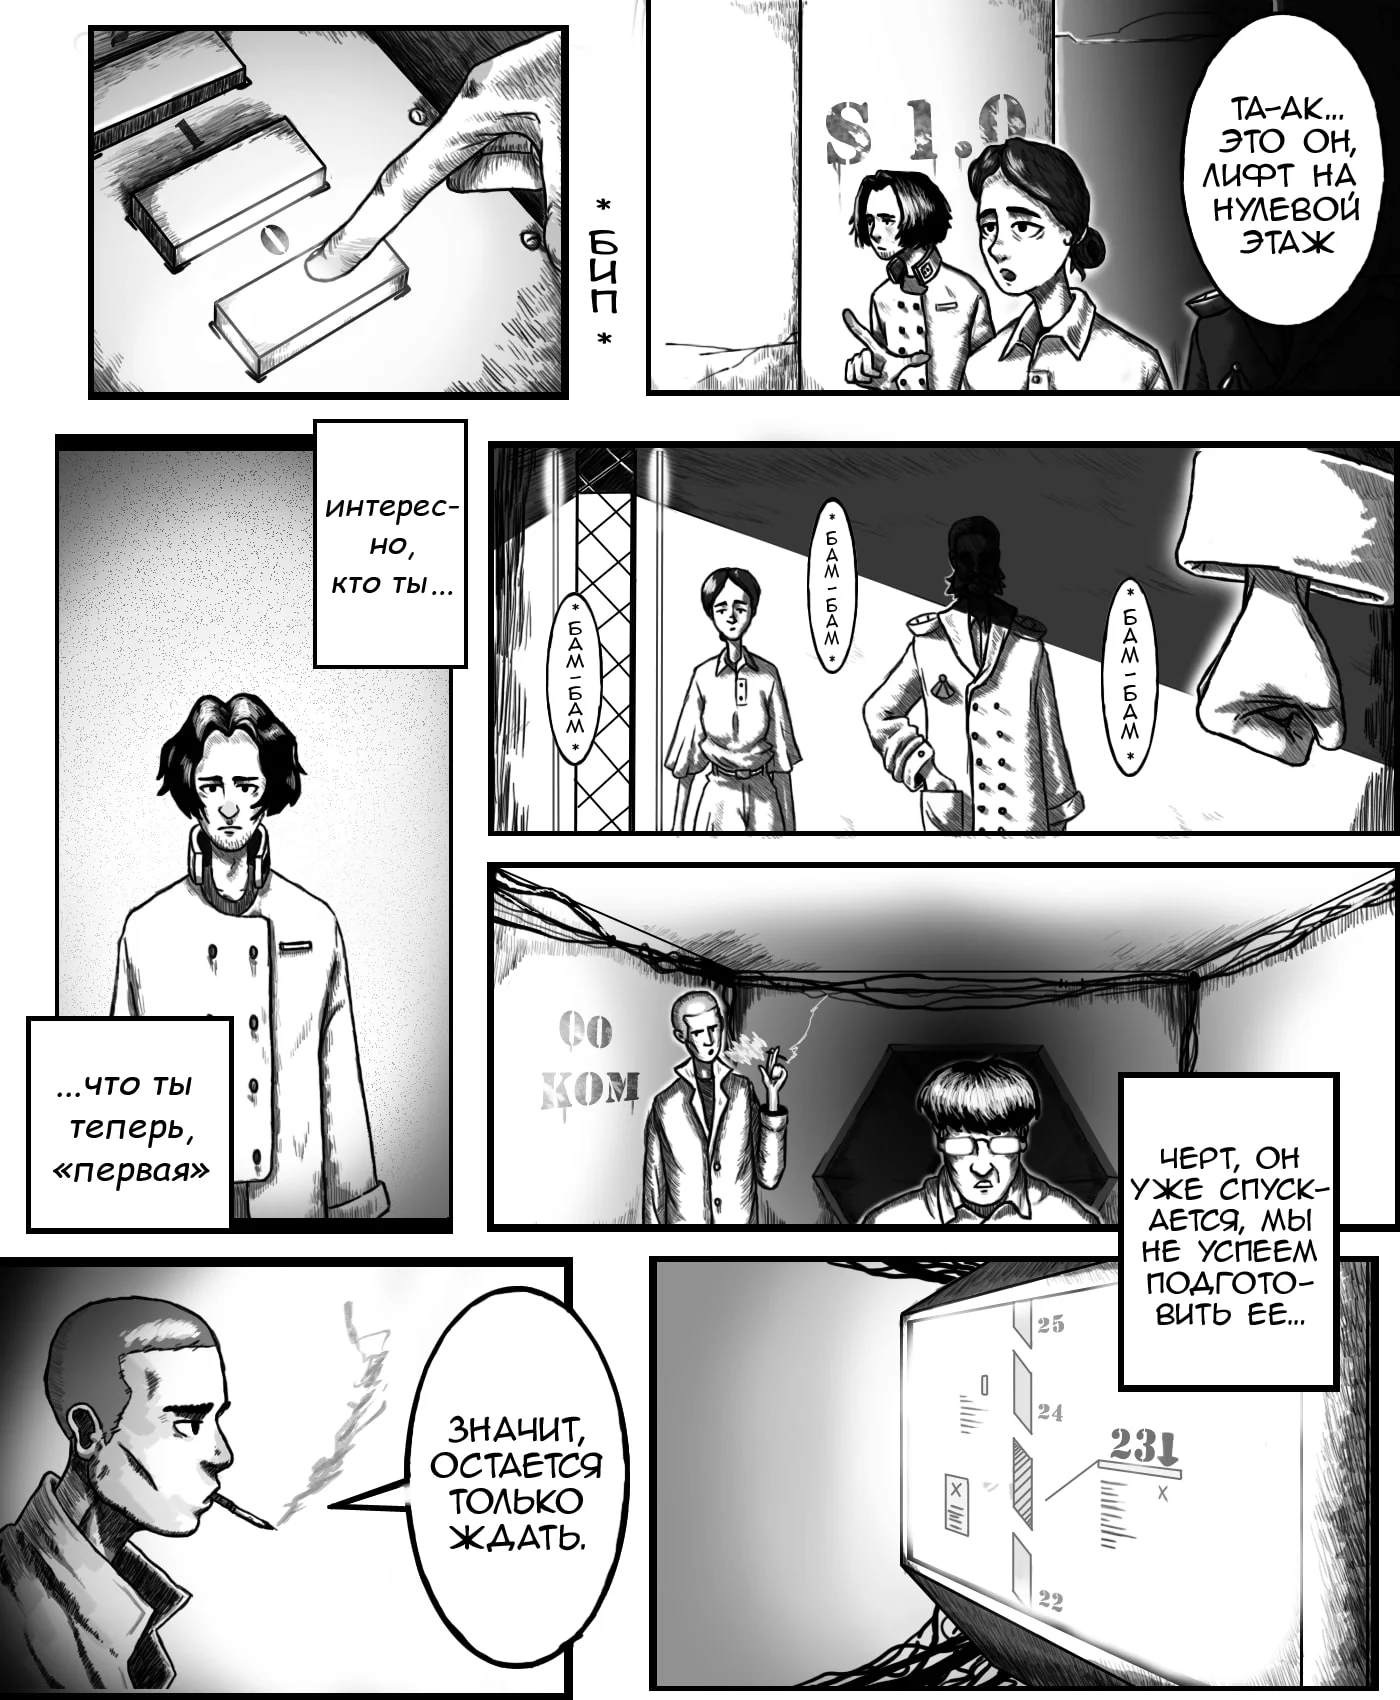 1
0
* БИП *
S 1.0
ТА-АК...
ЭТО ОН,
ЛИФТ НА
НУЛЕВОЙ
ЭТАЖ
интерес-
но,
кто ты...
...что ты
теперь,
«первая»
* БАМ-БАМ *
* БАМ-БАМ *
* БАМ-БАМ *
00
КОМ
ЧЕРТ, ОН
УЖЕ СПУСК-
АЕТСЯ, МЫ
НЕ УСПЕЕМ
ПОДГОТО-
ВИТЬ ЕЕ...
ЗНАЧИТ,
ОСТАЕТСЯ
ТОЛЬКО
ЖДАТЬ.
25
24
23↓
X
X
22